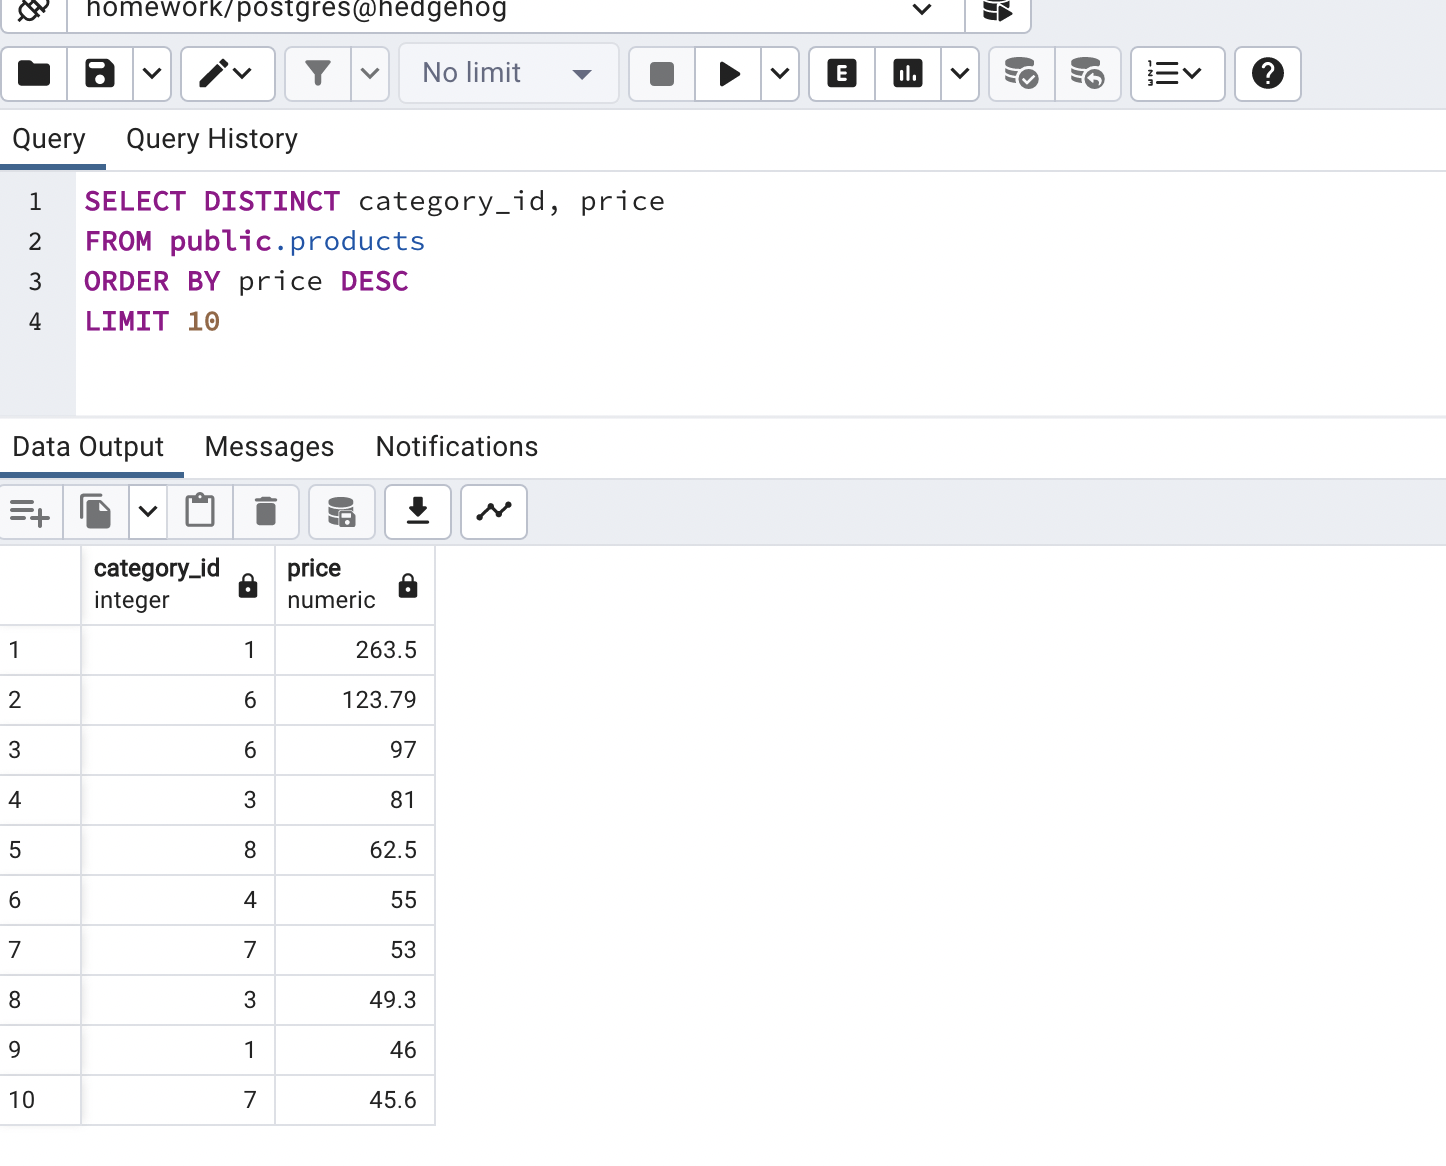 homework/postgres@hedgehog
No limit
E
Query Query History
1 SELECT DISTINCT category_id, price
2 FROM public.products
3 ORDER BY price DESC
4 LIMIT 10
Data Output Messages Notifications
category_id price
integer numeric
1 1 263.5
2 6 123.79
3 6 97
4 3 81
5 8 62.5
6 4 55
7 7 53
8 3 49.3
9 1 46
10 7 45.6